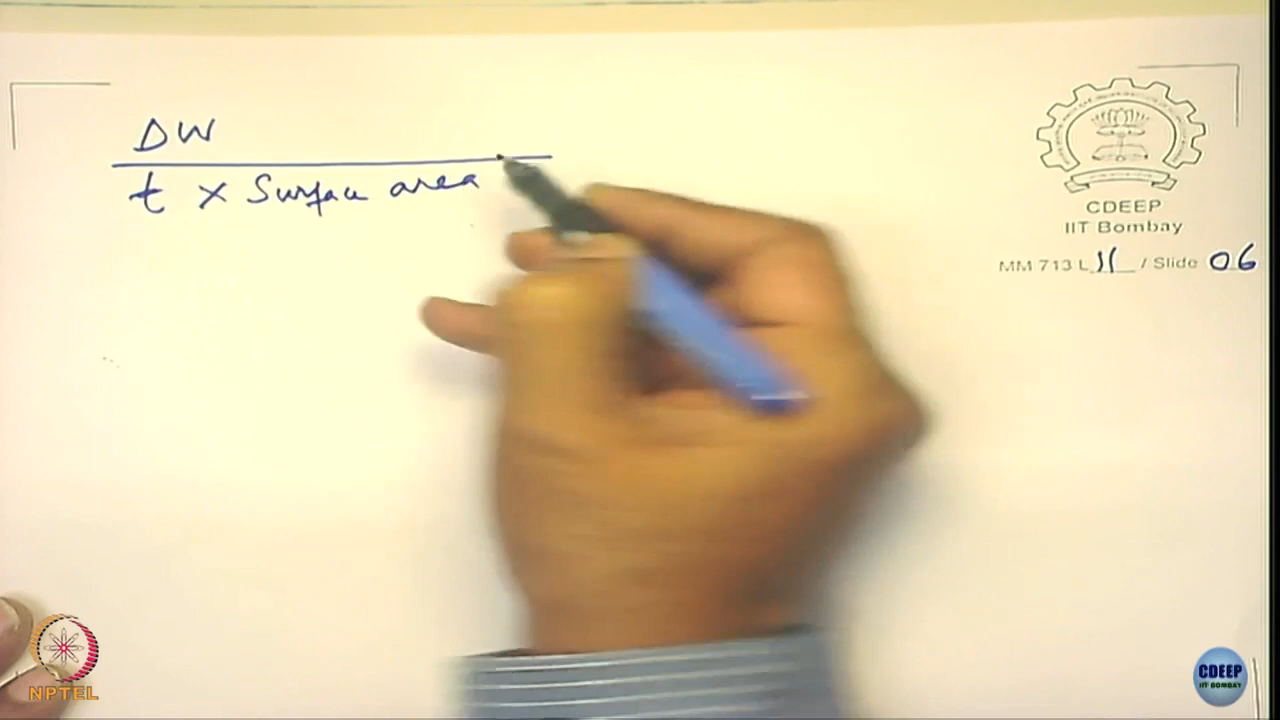 ΔW
t × Surface area
CDEEP
IIT Bombay
MM 713 L 11 / Slide 06
NPTEL
CDEEP
IIT BOMBAY